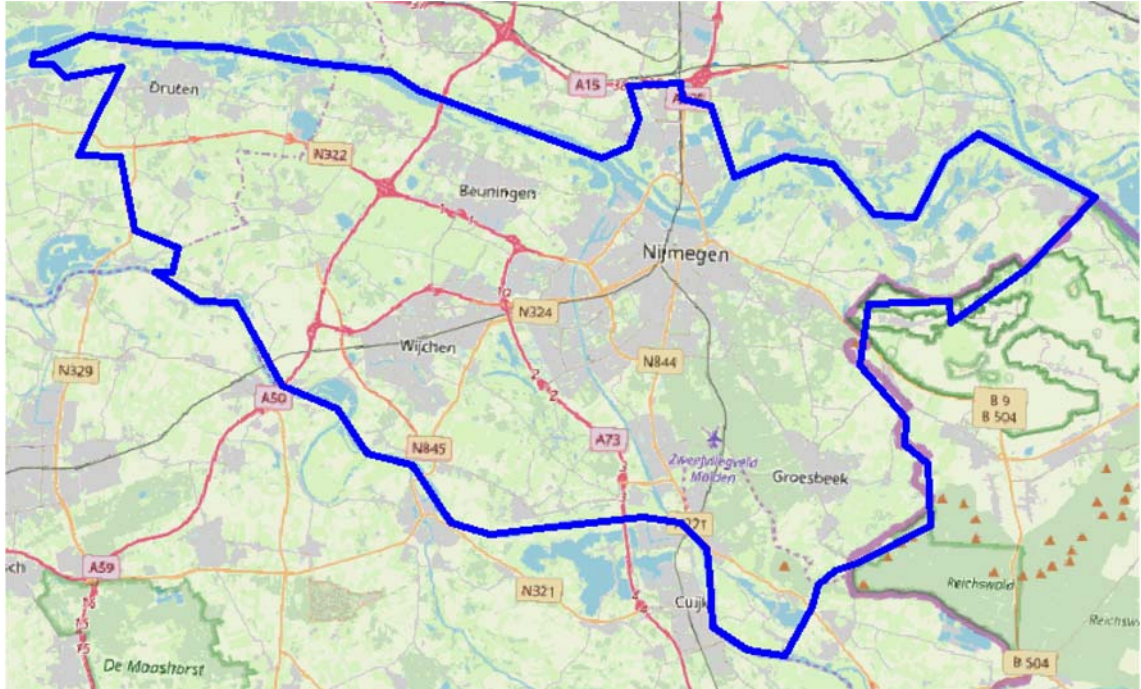 A15
Druten
N322
Beuningen
Nijmegen
N324
Wijchen
N844
N329
A50
B 9
B 504
A73
N845
Zweefvliegveld
Malden
Groesbeek
A59
N321
Cuijk
Reichswald
De Maashorst
B 504